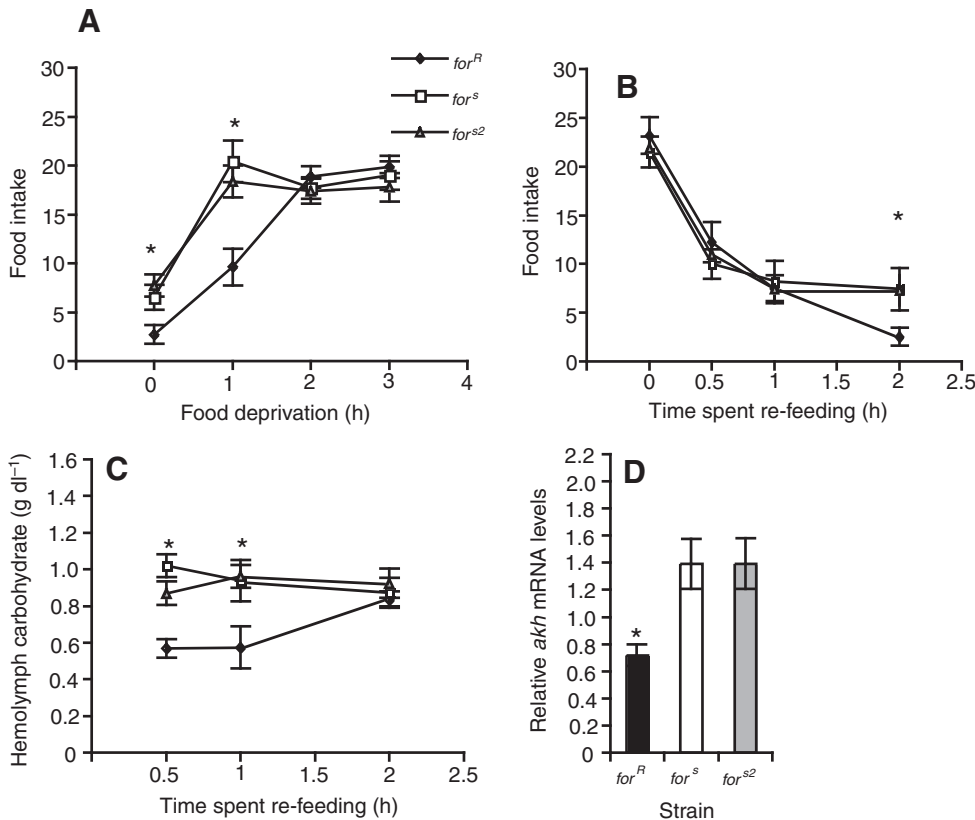 A
for^R
for^s
for^s2
30
25
20
15
10
5
0
Food intake
*
*
0 1 2 3 4
Food deprivation (h)
B
30
25
20
15
10
5
0
Food intake
*
0 0.5 1 1.5 2 2.5
Time spent re-feeding (h)
C
1.6
1.4
1.2
1.0
0.8
0.6
0.4
0.2
0
Hemolymph carbohydrate (g dl⁻¹)
*
*
0.5 1 1.5 2 2.5
Time spent re-feeding (h)
D
2.2
2.0
1.8
1.6
1.4
1.2
1.0
0.8
0.6
0.4
0.2
0
Relative akh mRNA levels
*
for^R for^s for^s2
Strain